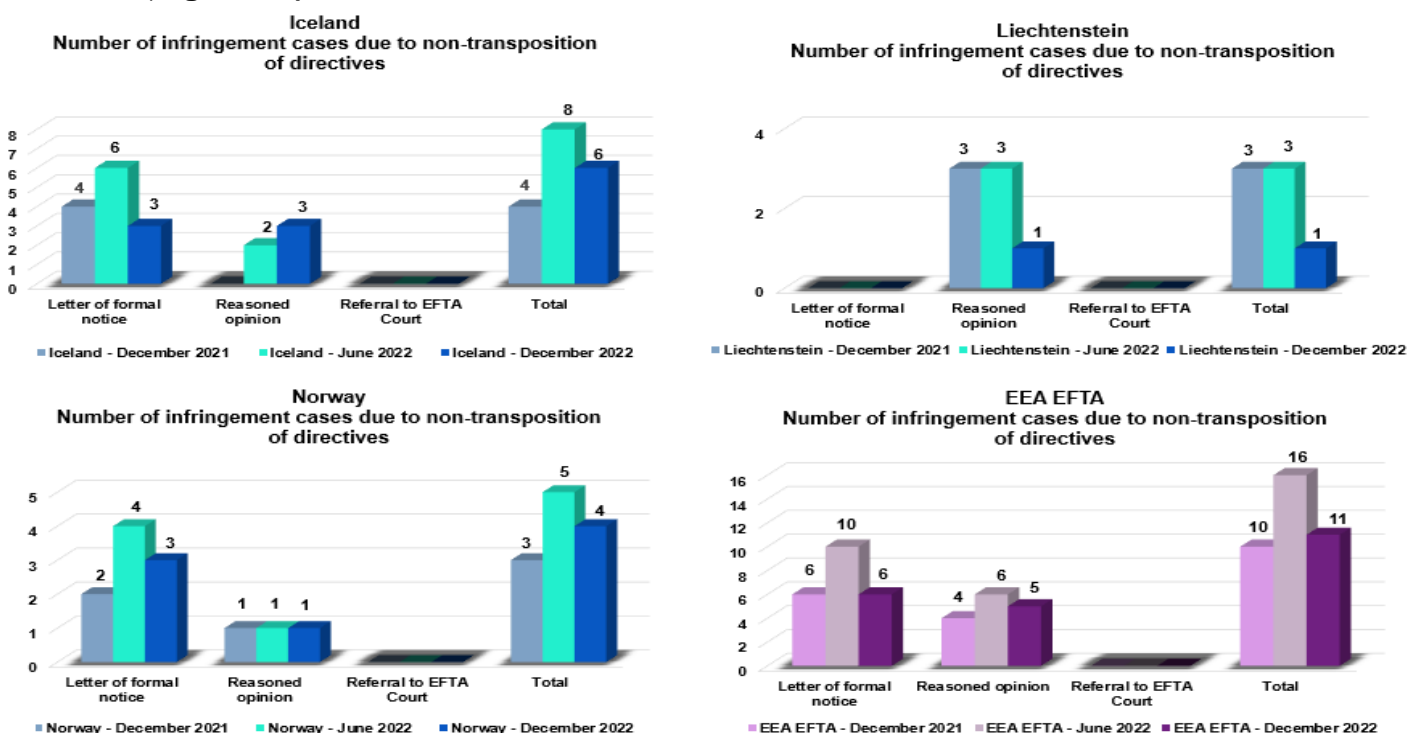 Iceland
Number of infringement cases due to non-transposition
of directives
8
7
6
5
4
3
2
1
0
4
6
3
2
3
4
8
6
Letter of formal
notice
Reasoned
opinion
Referral to EFTA
Court
Total
Iceland - December 2021
Iceland - June 2022
Iceland - December 2022
Liechtenstein
Number of infringement cases due to non-transposition
of directives
4
2
0
3
3
1
3
3
1
Letter of formal
notice
Reasoned
opinion
Referral to EFTA
Court
Total
Liechtenstein - December 2021
Liechtenstein - June 2022
Liechtenstein - December 2022
Norway
Number of infringement cases due to non-transposition
of directives
5
4
3
2
1
0
2
4
3
1
1
1
3
5
4
Letter of formal
notice
Reasoned
opinion
Referral to EFTA
Court
Total
Norway - December 2021
Norway - June 2022
Norway - December 2022
EEA EFTA
Number of infringement cases due to non-transposition
of directives
16
14
12
10
8
6
4
2
0
6
10
6
4
6
5
10
16
11
Letter of formal
notice
Reasoned opinion
Referral to EFTA
Court
Total
EEA EFTA - December 2021
EEA EFTA - June 2022
EEA EFTA - December 2022